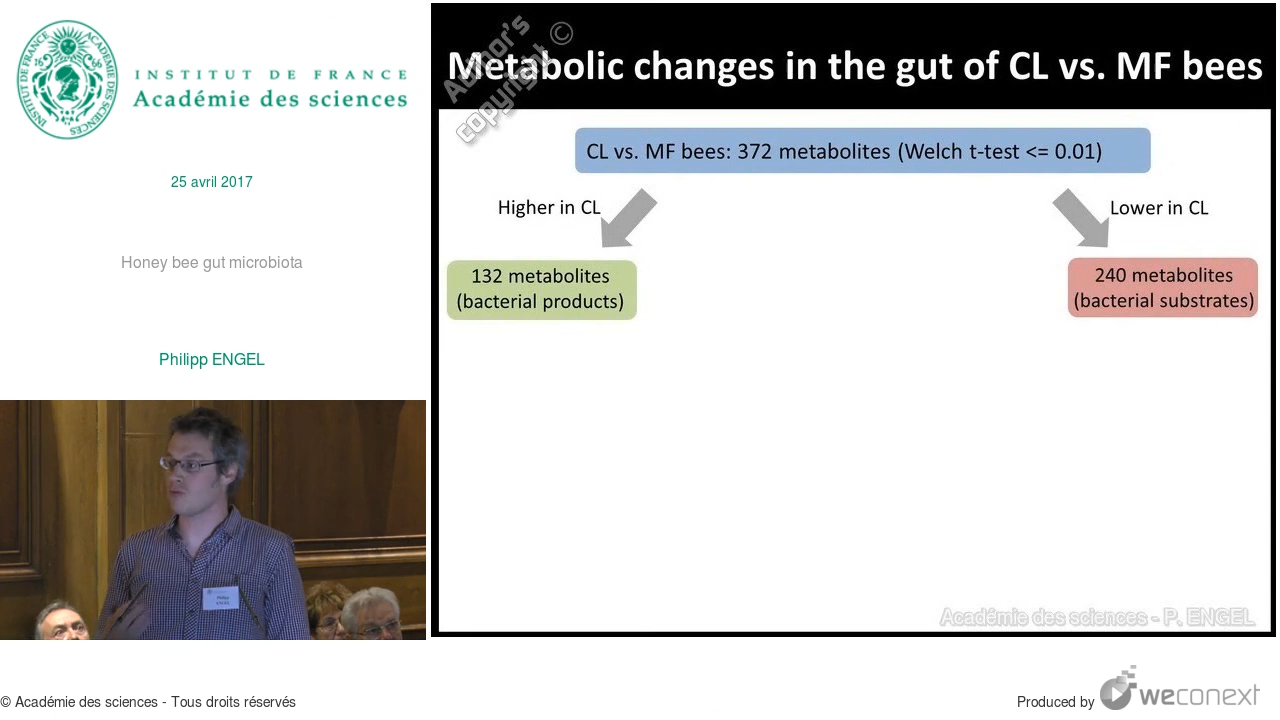 INSTITUT DE FRANCE
Académie des sciences
25 avril 2017
Honey bee gut microbiota
Philipp ENGEL
Author's
copyright ©
Metabolic changes in the gut of CL vs. MF bees
CL vs. MF bees: 372 metabolites (Welch t-test <= 0.01)
Higher in CL
Lower in CL
132 metabolites
(bacterial products)
240 metabolites
(bacterial substrates)
Académie des sciences - P. ENGEL
© Académie des sciences - Tous droits réservés
Produced by weconext